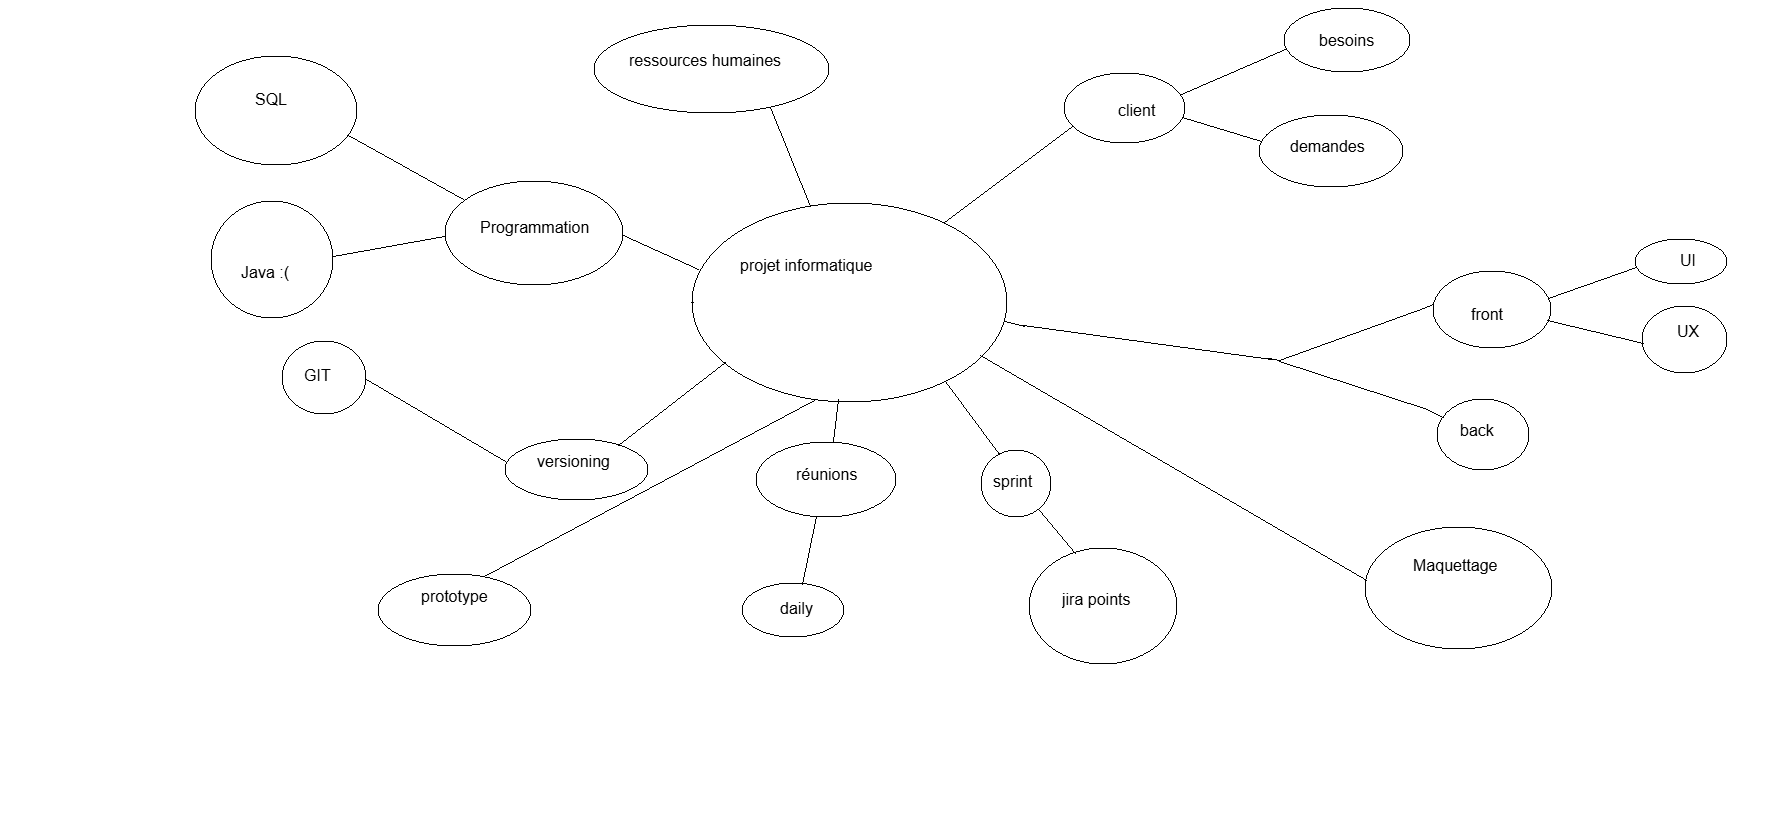 besoins
ressources humaines
SQL
client
demandes
Programmation
UI
projet informatique
Java :(
front
UX
GIT
back
versioning
réunions
sprint
Maquettage
prototype
daily
jira points